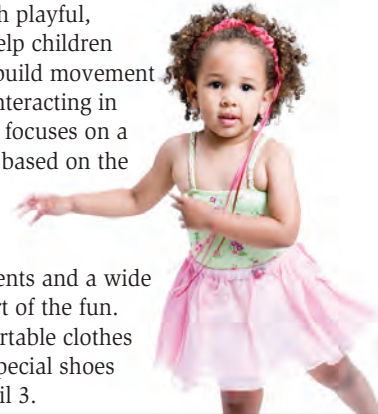 playful,
elp children
build movement
nteracting in
focuses on a
based on the
ents and a wide
rt of the fun.
rtable clothes
pecial shoes
il 3.